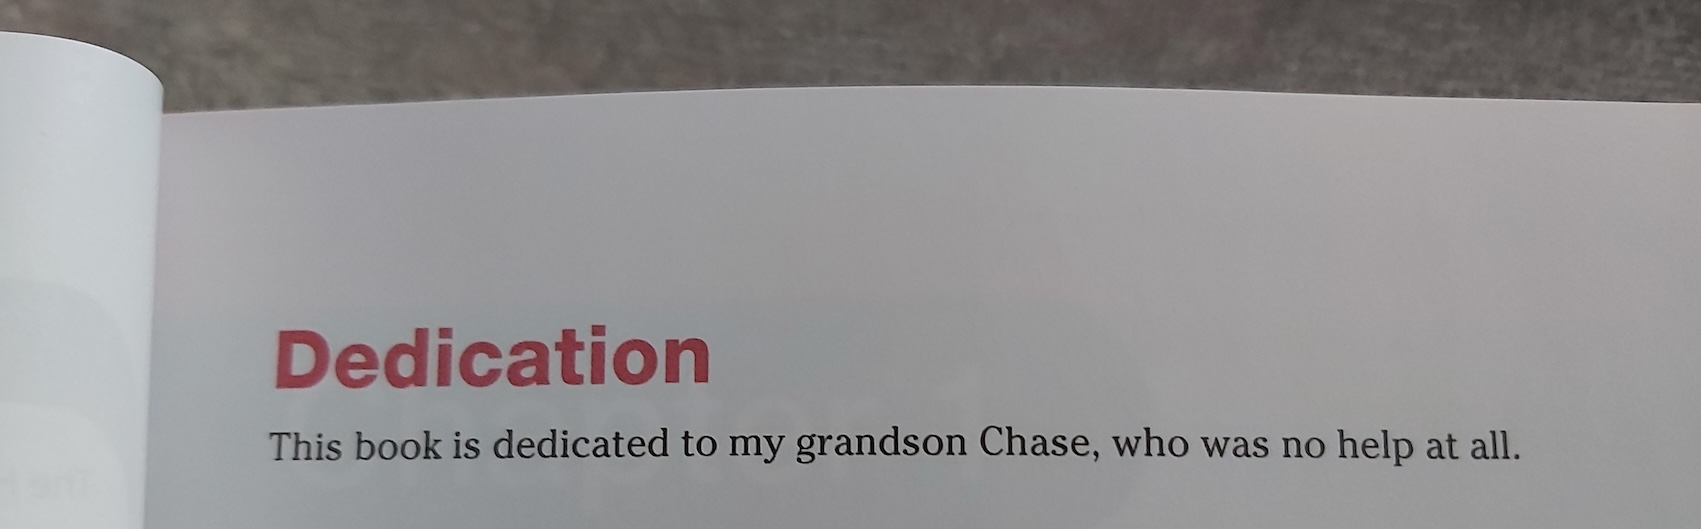 Dedication
This book is dedicated to my grandson Chase, who was no help at all.